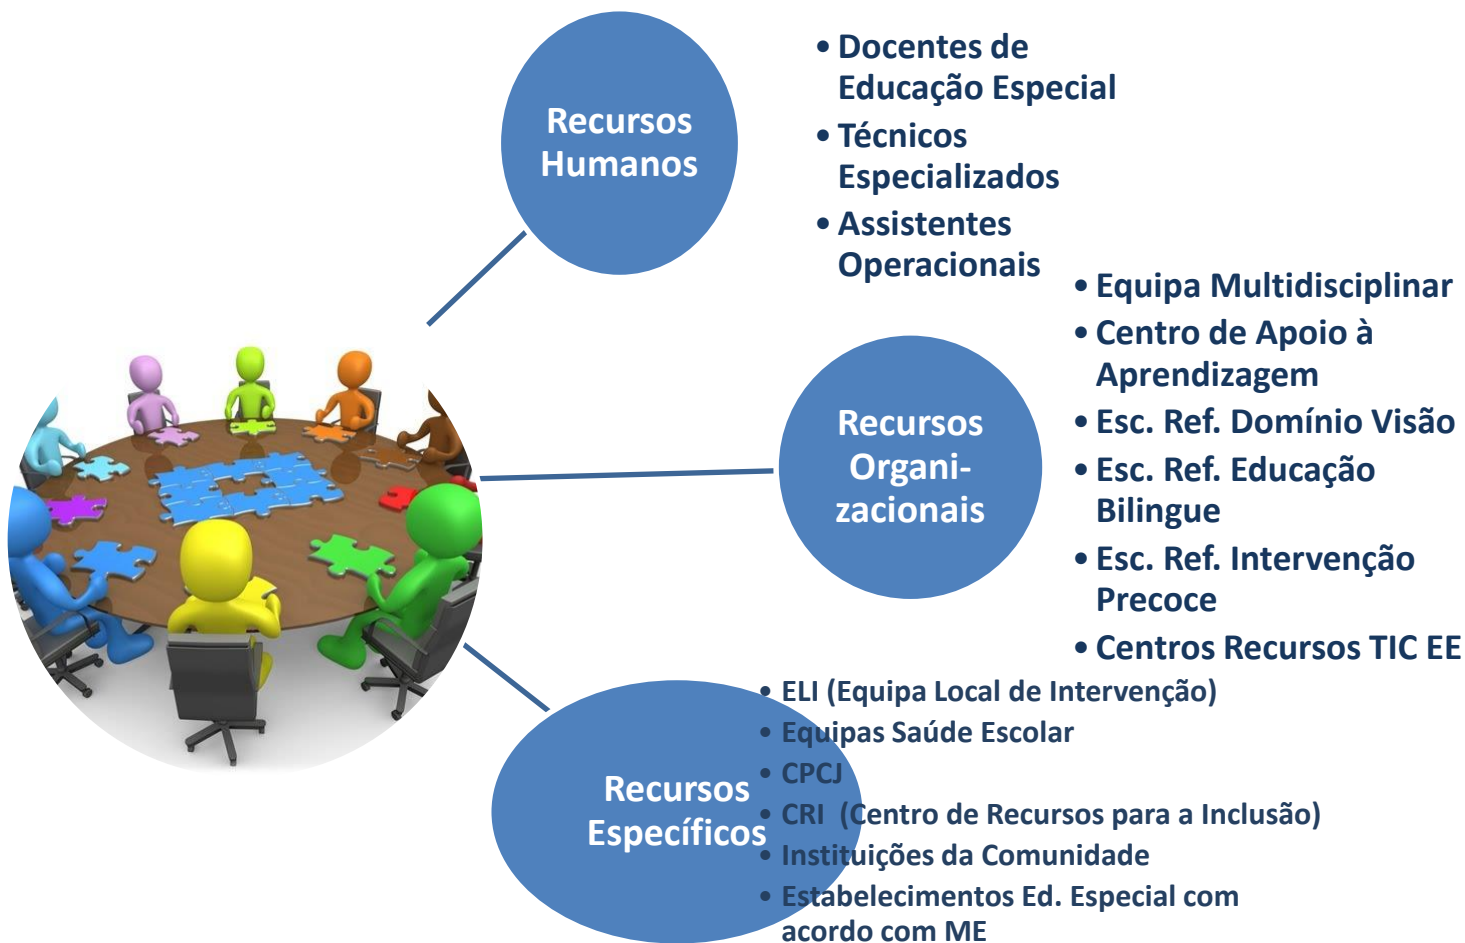 Recursos
Humanos
• Docentes de
Educação Especial
• Técnicos
Especializados
• Assistentes
Operacionais
Recursos
Organi-
zacionais
• Equipa Multidisciplinar
• Centro de Apoio à
Aprendizagem
• Esc. Ref. Domínio Visão
• Esc. Ref. Educação
Bilingue
• Esc. Ref. Intervenção
Precoce
• Centros Recursos TIC EE
Recursos
Específicos
• ELI (Equipa Local de Intervenção)
• Equipas Saúde Escolar
• CPCJ
• CRI (Centro de Recursos para a Inclusão)
• Instituições da Comunidade
• Estabelecimentos Ed. Especial com
acordo com ME